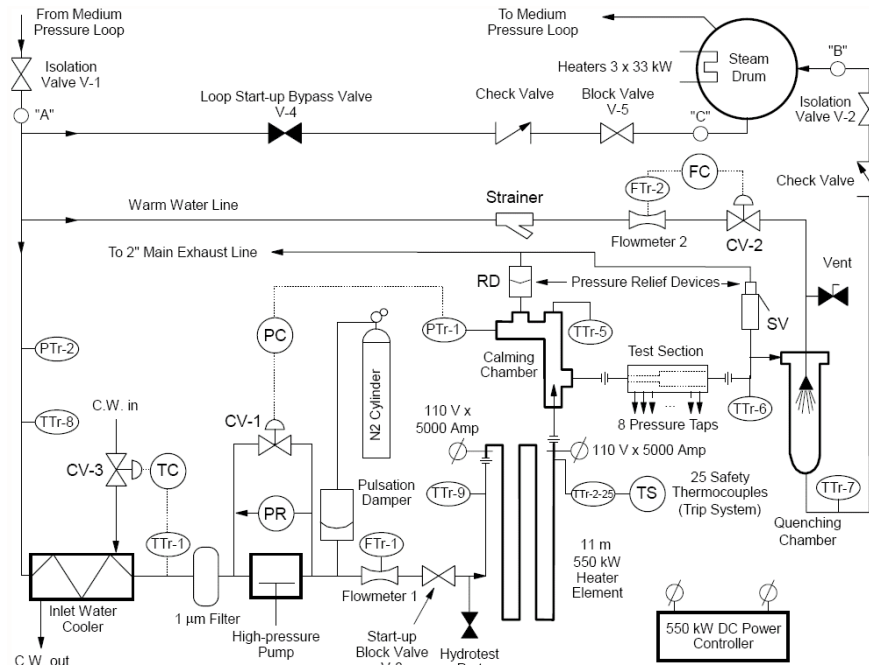 From Medium
Pressure Loop
To Medium
Pressure Loop
Isolation
Valve V-1
"A"
Loop Start-up Bypass Valve
V-4
Check Valve
Block Valve
V-5
"C"
Heaters 3 x 33 kW
Steam
Drum
"B"
Isolation
Valve V-2
Check Valve
Warm Water Line
Strainer
FTr-2
FC
Flowmeter 2
CV-2
To 2" Main Exhaust Line
RD
Pressure Relief Devices
Vent
SV
PC
PTr-1
TTr-5
Calming
Chamber
Test Section
8 Pressure Taps
TTr-6
PTr-2
TTr-8
C.W. in
CV-3
TC
TTr-1
CV-1
PR
N2 Cylinder
Pulsation
Damper
110 V x
5000 Amp
110 V x 5000 Amp
TTr-9
TTr-2-25
TS
25 Safety
Thermocouples
(Trip System)
TTr-7
Quenching
Chamber
FTr-1
Flowmeter 1
11 m
550 kW
Heater
Element
Inlet Water
Cooler
1 µm Filter
High-pressure
Pump
Start-up
Block Valve
Hydrotest
550 kW DC Power
Controller
C.W. out